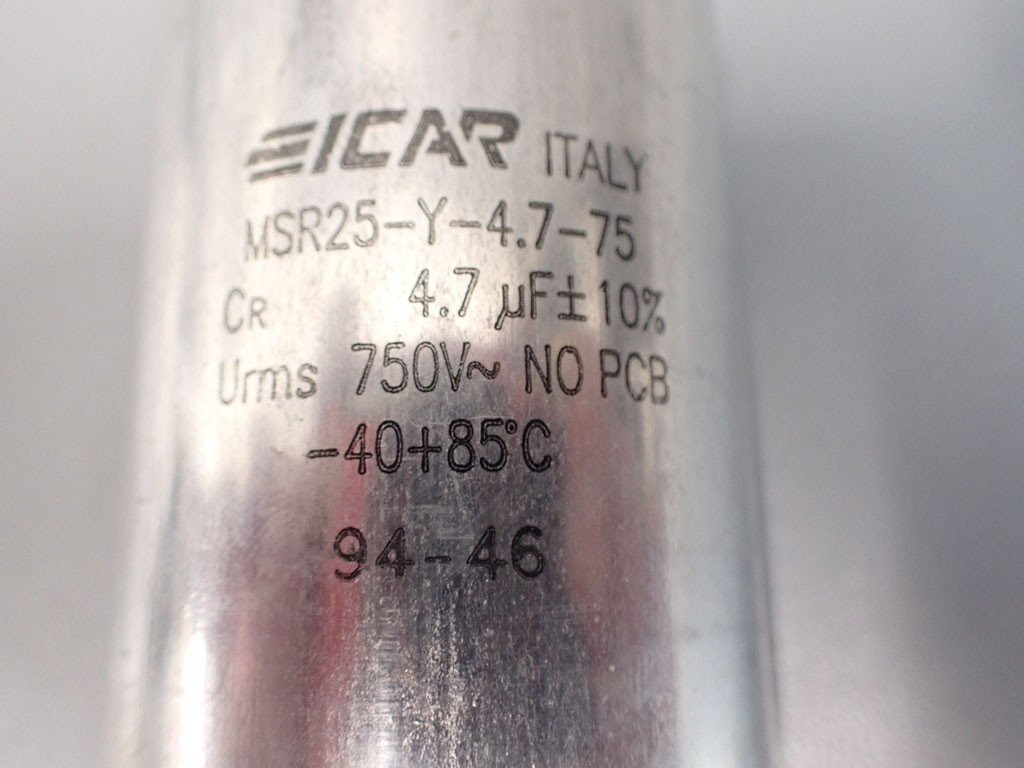 ICAR ITALY
MSR25-Y-4.7-75
CR 4.7 µF±10%
Urms 750V~ NO PCB
-40+85°C
94-46